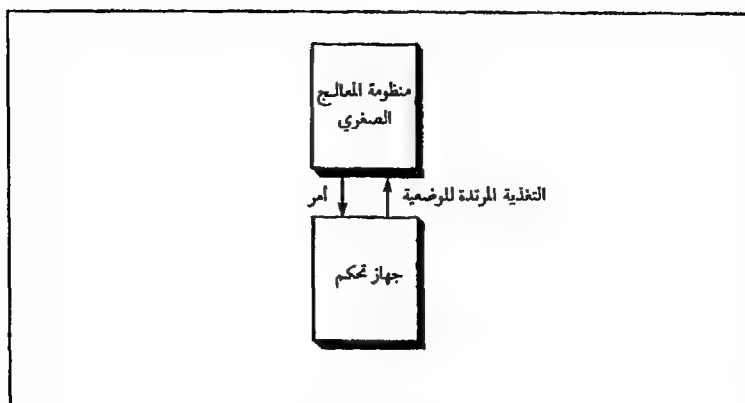 منظومة المعالج
الصغري
أمر
التغذية المرتدة للوضعية
جهاز تحكم